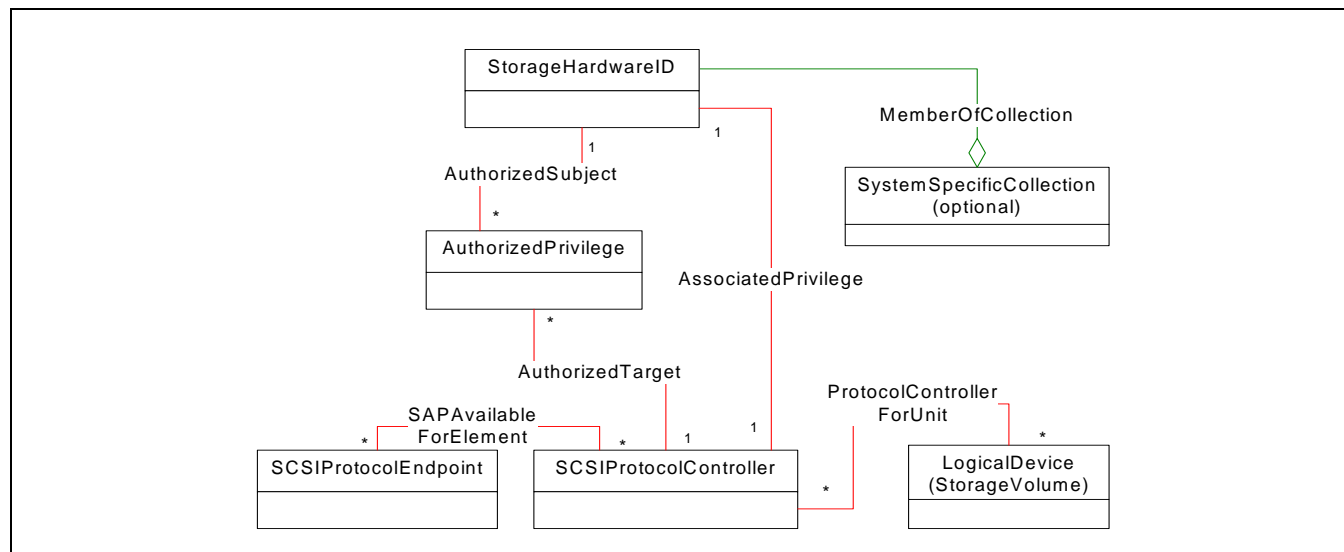 StorageHardwareID
MemberOfCollection
1
1
AuthorizedSubject
SystemSpecificCollection
(optional)
*
AuthorizedPrivilege
AssociatedPrivilege
*
AuthorizedTarget
ProtocolController
ForUnit
SAPAvailable
ForElement
*
*
1
1
*
SCSIProtocolEndpoint
SCSIProtocolController
LogicalDevice
(StorageVolume)
*